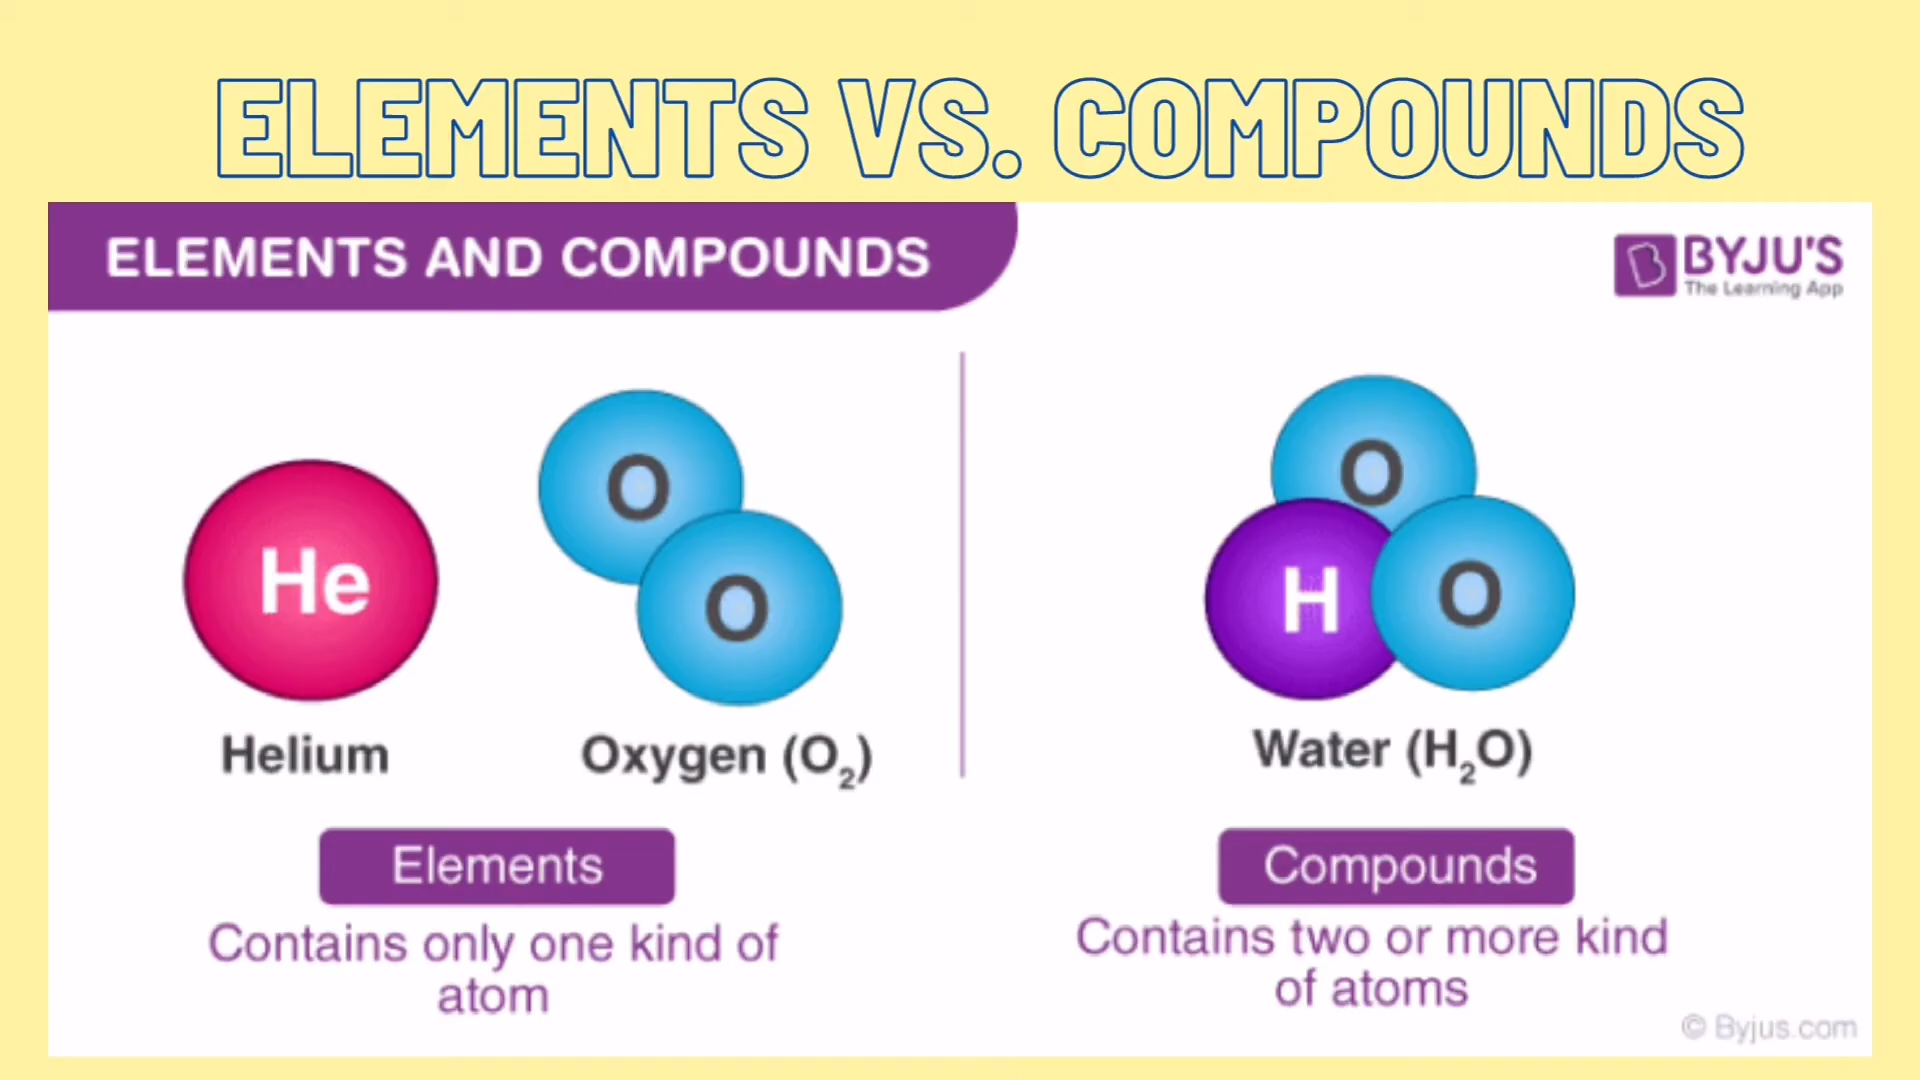 ELEMENTS VS. COMPOUNDS
ELEMENTS AND COMPOUNDS
BYJU'S
The Learning App
He
O
O
Helium
Oxygen (O₂)
Elements
Contains only one kind of
atom
O
H
O
Water (H₂O)
Compounds
Contains two or more kind
of atoms
© Byjus.com